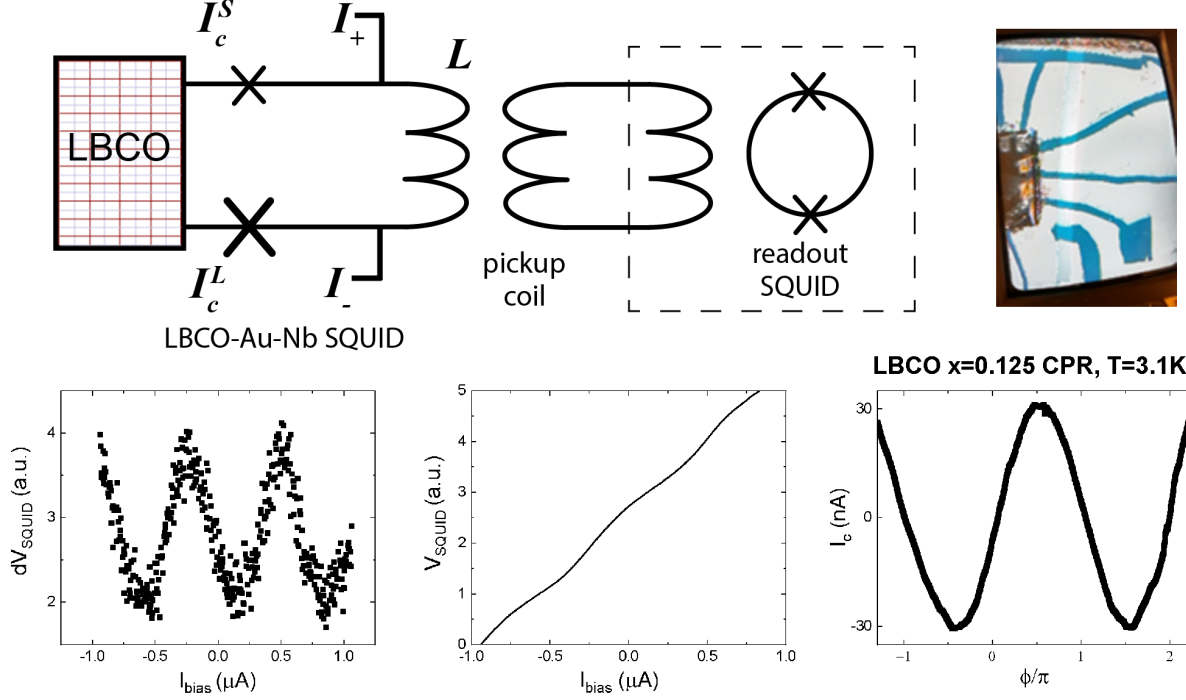 I_c^S
I_+
L
LBCO
I_c^L
I_-
pickup
coil
readout
SQUID
LBCO-Au-Nb SQUID
dV_SQUID (a.u.)
4
3
2
-1.0 -0.5 0.0 0.5 1.0
I_bias (μA)
V_SQUID (a.u.)
5
4
3
2
1
0
-1.0 -0.5 0.0 0.5 1.0
I_bias (μA)
LBCO x=0.125 CPR, T=3.1K
I_c (nA)
30
0
-30
-1 0 1 2
ϕ/π